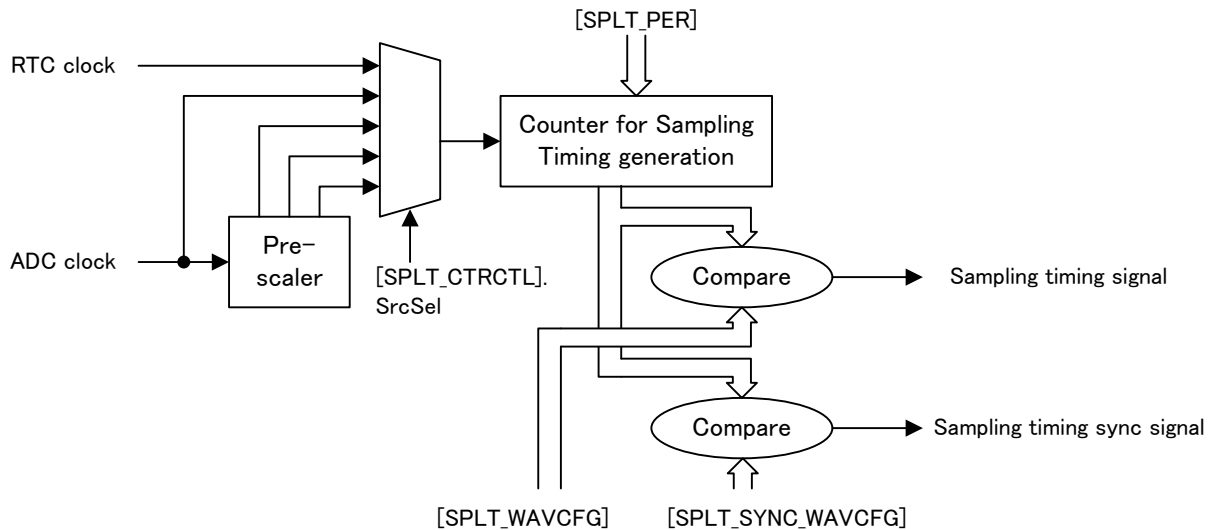 [SPLT_PER]
RTC clock
Counter for Sampling
Timing generation
ADC clock
Pre-
scaler
[SPLT_CTRCTL].
SrcSel
Compare
Sampling timing signal
Compare
Sampling timing sync signal
[SPLT_WAVCFG]
[SPLT_SYNC_WAVCFG]